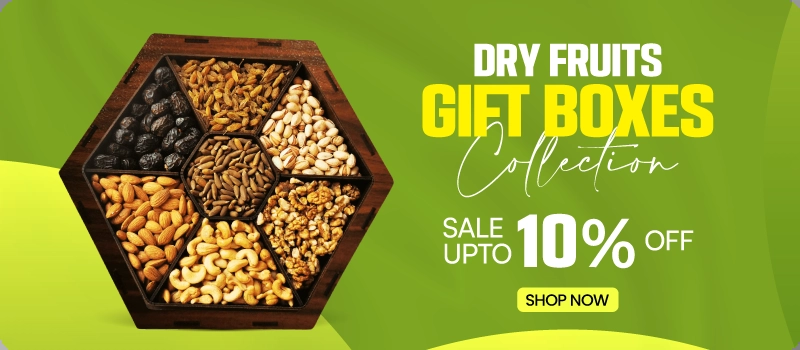 DRY FRUITS
GIFT BOXES
Collection
SALE
UPTO
10%
OFF
SHOP NOW